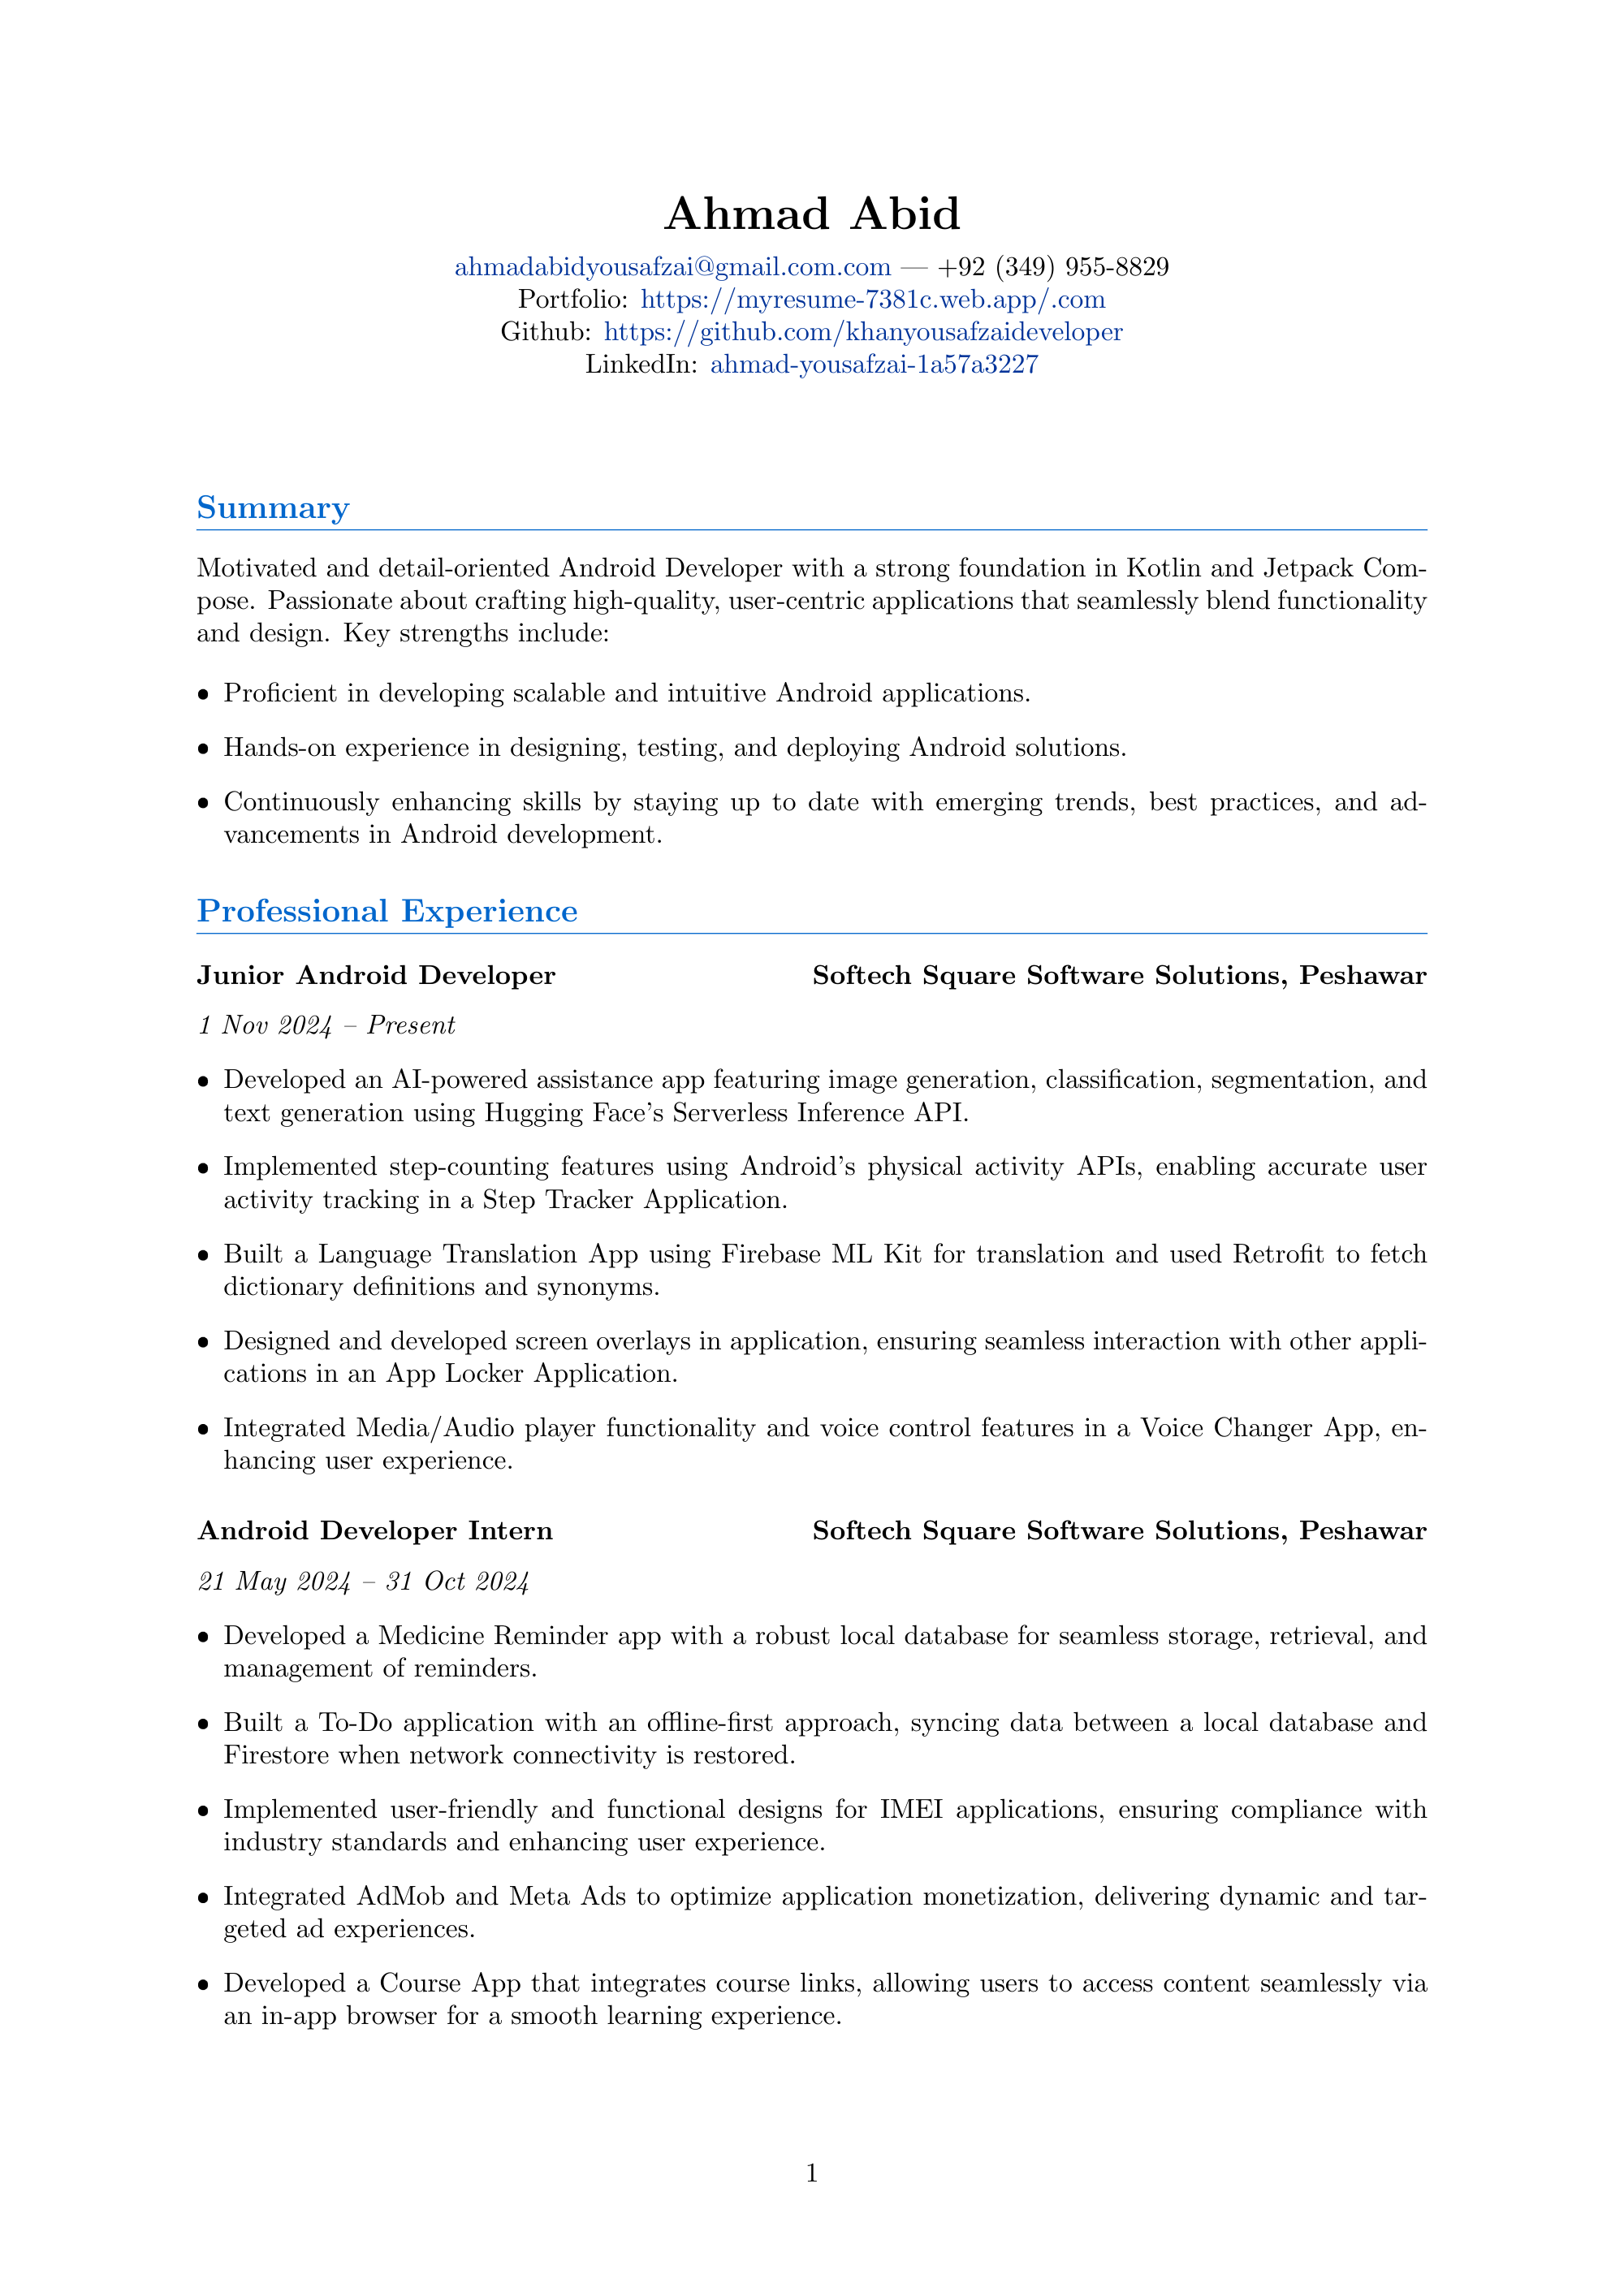 Ahmad Abid
ahmadabidyousafzai@gmail.com.com — +92 (349) 955-8829
Portfolio: https://myresume-7381c.web.app/.com
Github: https://github.com/khanyousafzaideveloper
LinkedIn: ahmad-yousafzai-1a57a3227
Summary
Motivated and detail-oriented Android Developer with a strong foundation in Kotlin and Jetpack Com-
pose. Passionate about crafting high-quality, user-centric applications that seamlessly blend functionality
and design. Key strengths include:
• Proficient in developing scalable and intuitive Android applications.
• Hands-on experience in designing, testing, and deploying Android solutions.
• Continuously enhancing skills by staying up to date with emerging trends, best practices, and ad-
vancements in Android development.
Professional Experience
Junior Android Developer Softech Square Software Solutions, Peshawar
1 Nov 2024 – Present
• Developed an AI-powered assistance app featuring image generation, classification, segmentation, and
text generation using Hugging Face's Serverless Inference API.
• Implemented step-counting features using Android's physical activity APIs, enabling accurate user
activity tracking in a Step Tracker Application.
• Built a Language Translation App using Firebase ML Kit for translation and used Retrofit to fetch
dictionary definitions and synonyms.
• Designed and developed screen overlays in application, ensuring seamless interaction with other appli-
cations in an App Locker Application.
• Integrated Media/Audio player functionality and voice control features in a Voice Changer App, en-
hancing user experience.
Android Developer Intern Softech Square Software Solutions, Peshawar
21 May 2024 – 31 Oct 2024
• Developed a Medicine Reminder app with a robust local database for seamless storage, retrieval, and
management of reminders.
• Built a To-Do application with an offline-first approach, syncing data between a local database and
Firestore when network connectivity is restored.
• Implemented user-friendly and functional designs for IMEI applications, ensuring compliance with
industry standards and enhancing user experience.
• Integrated AdMob and Meta Ads to optimize application monetization, delivering dynamic and tar-
geted ad experiences.
• Developed a Course App that integrates course links, allowing users to access content seamlessly via
an in-app browser for a smooth learning experience.
1